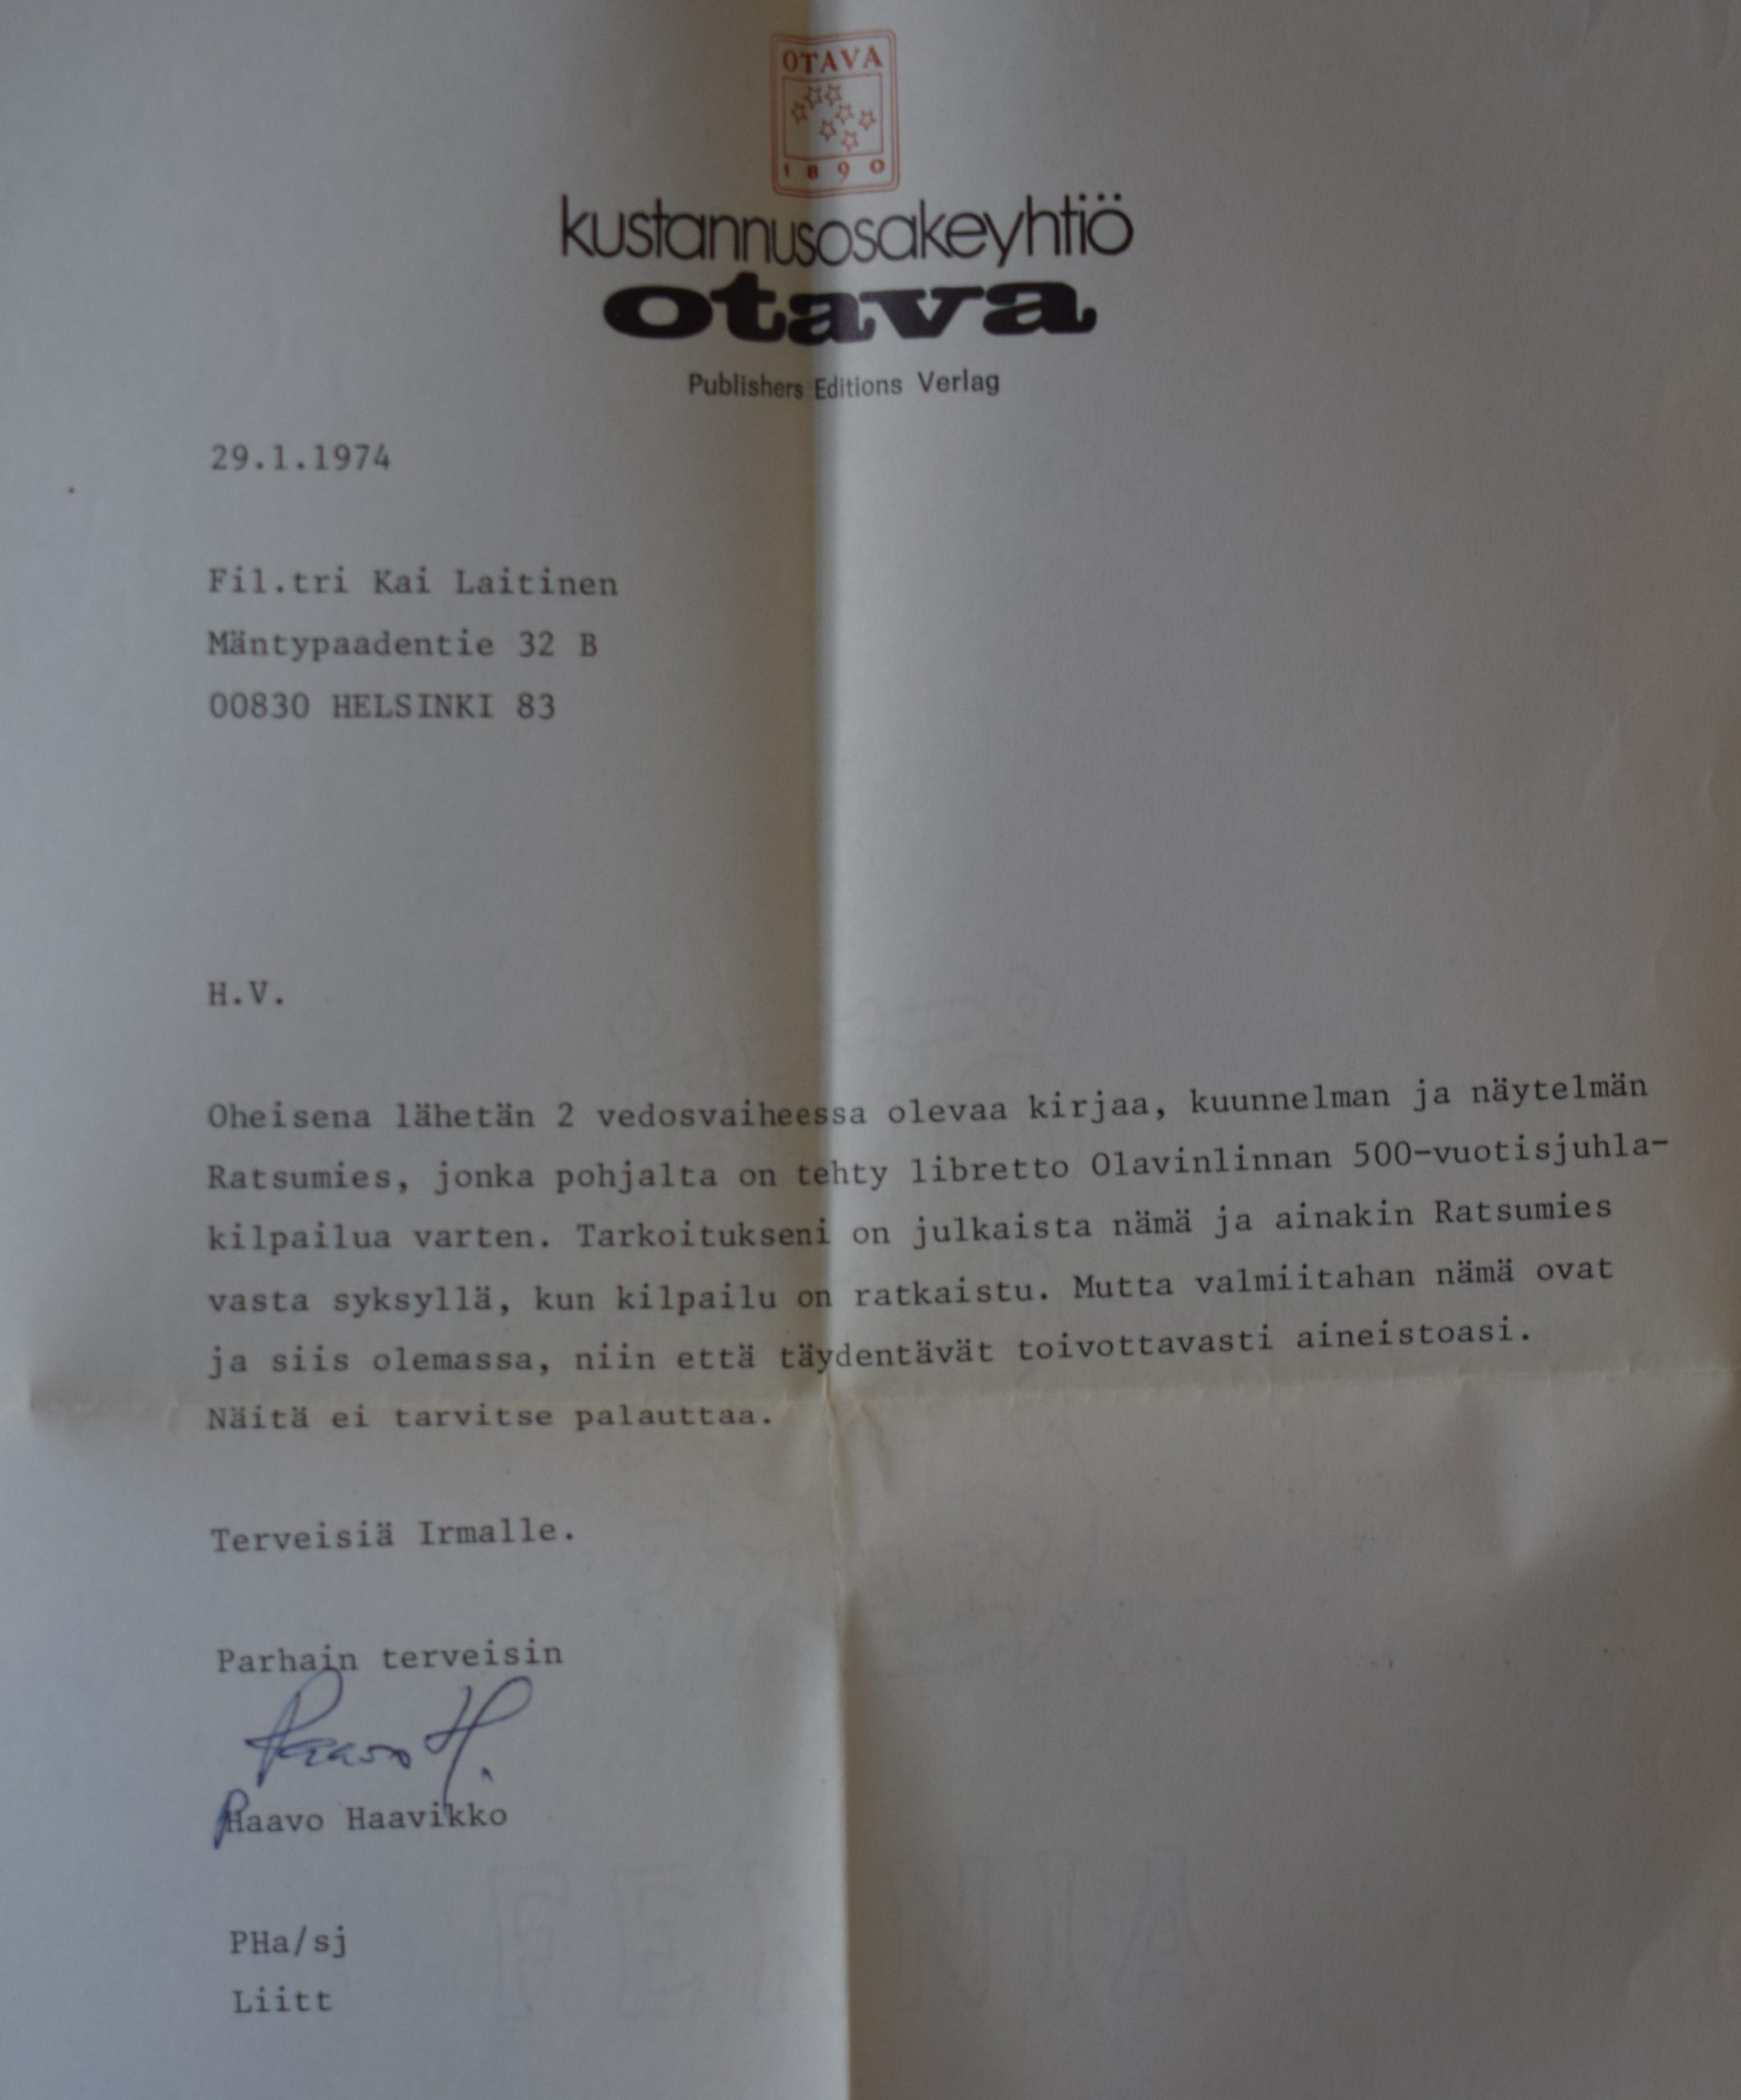 OTAVA
1890
kustannusosakeyhtiö
otava
Publishers Editions Verlag
29.1.1974
Fil.tri Kai Laitinen
Mäntypaadentie 32 B
00830 HELSINKI 83
H.V.
Oheisena lähetän 2 vedosvaiheessa olevaa kirjaa, kuunnelman ja näytelmän
Ratsumies, jonka pohjalta on tehty libretto Olavinlinnan 500-vuotisjuhla-
kilpailua varten. Tarkoitukseni on julkaista nämä ja ainakin Ratsumies
vasta syksyllä, kun kilpailu on ratkaistu. Mutta valmiitahan nämä ovat
ja siis olemassa, niin että täydentävät toivottavasti aineistoasi.
Näitä ei tarvitse palauttaa.
Terveisiä Irmalle.
Parhain terveisin
Paavo H.
Paavo Haavikko
PHa/sj
Liitt